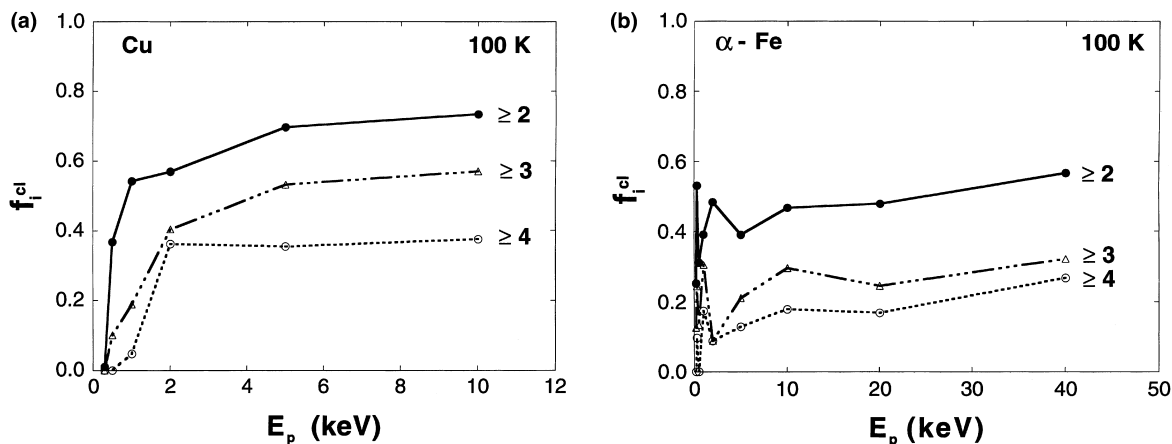 (a)
Cu
100 K
1.0
0.8
0.6
0.4
0.2
0.0
≥ 2
≥ 3
≥ 4
f_i^cl
0 2 4 6 8 10 12
E_p (keV)
(b)
α - Fe
100 K
1.0
0.8
0.6
0.4
0.2
0.0
≥ 2
≥ 3
≥ 4
f_i^cl
0 10 20 30 40 50
E_p (keV)